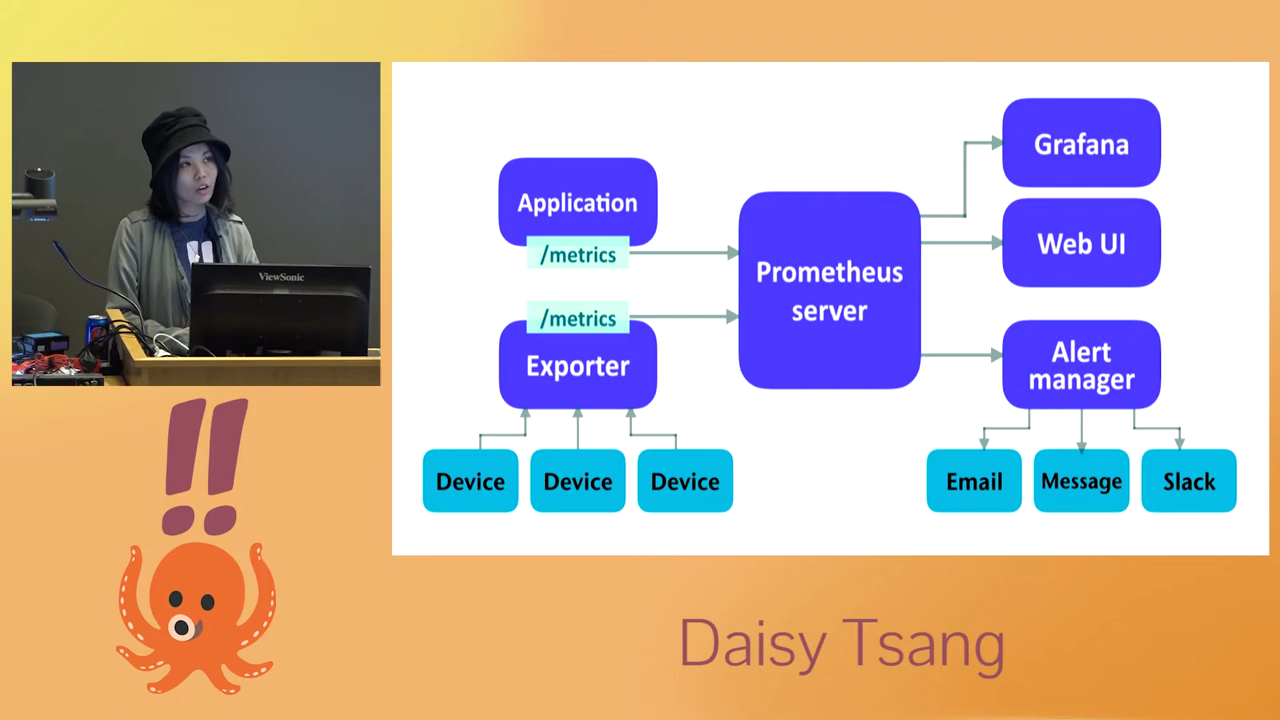 ViewSonic
Application
/metrics
/metrics
Exporter
Device
Device
Device
Prometheus
server
Grafana
Web UI
Alert
manager
Email
Message
Slack
!!
Daisy Tsang